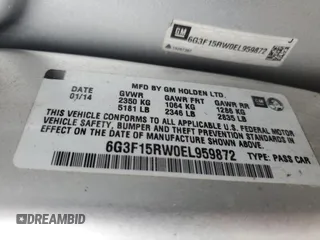 GM 6G3F15RW0EL959872
MFD BY GM HOLDEN LTD.
DATE GVWR GAWR FRT GAWR RR
01/14 2350 KG 1064 KG 1286 KG
5181 LB 2346 LB 2835 LB
GM
THIS VEHICLE CONFORMS TO ALL APPLICABLE U.S. FEDERAL MOTOR VEHICLE
SAFETY, BUMPER AND THEFT PREVENTION STANDARDS IN EFFECT ON THE
DATE OF MANUFACTURE SHOWN ABOVE.
6G3F15RW0EL959872 TYPE: PASS CAR
DREAMBID